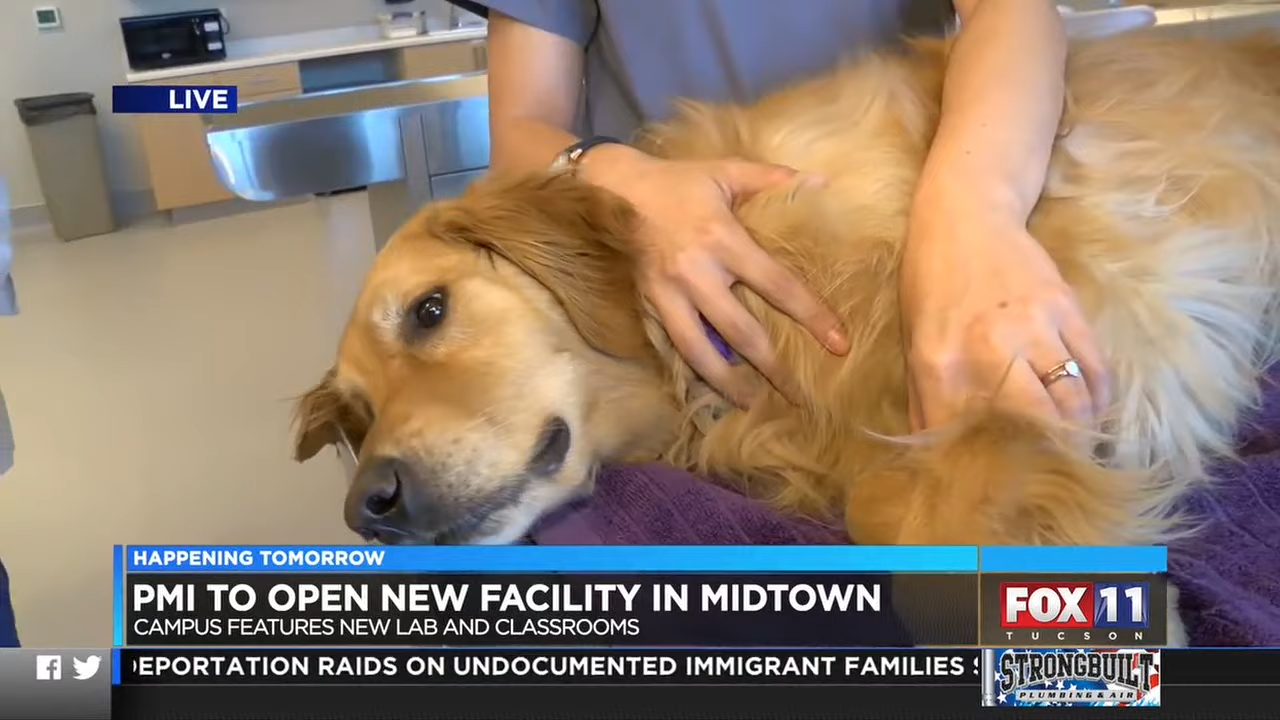 LIVE
HAPPENING TOMORROW
PMI TO OPEN NEW FACILITY IN MIDTOWN
CAMPUS FEATURES NEW LAB AND CLASSROOMS
FOX 11
TUCSON
DEPORTATION RAIDS ON UNDOCUMENTED IMMIGRANT FAMILIES
STRONGBUILT
PLUMBING & AIR